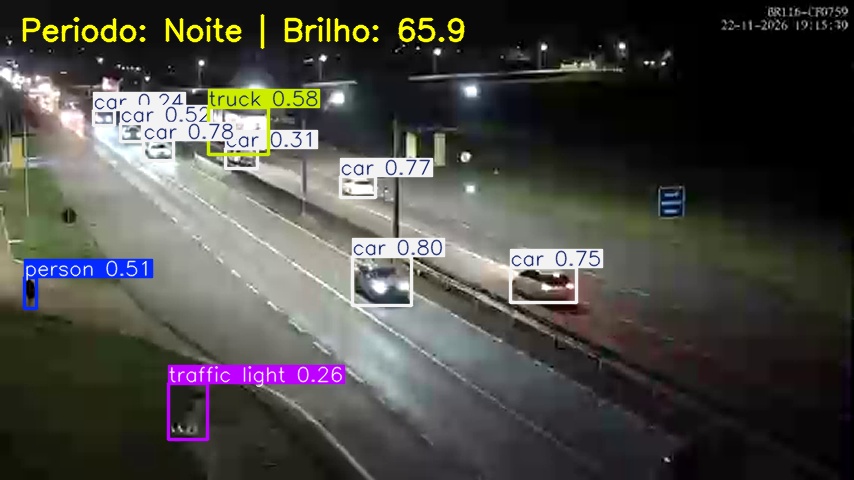 Periodo: Noite | Brilho: 65.9
BR116-CF0759
22-11-2026 19:15:39
car 0.24
truck 0.58
car 0.52
car 0.78
car 0.31
car 0.77
car 0.80
car 0.75
person 0.51
traffic light 0.26